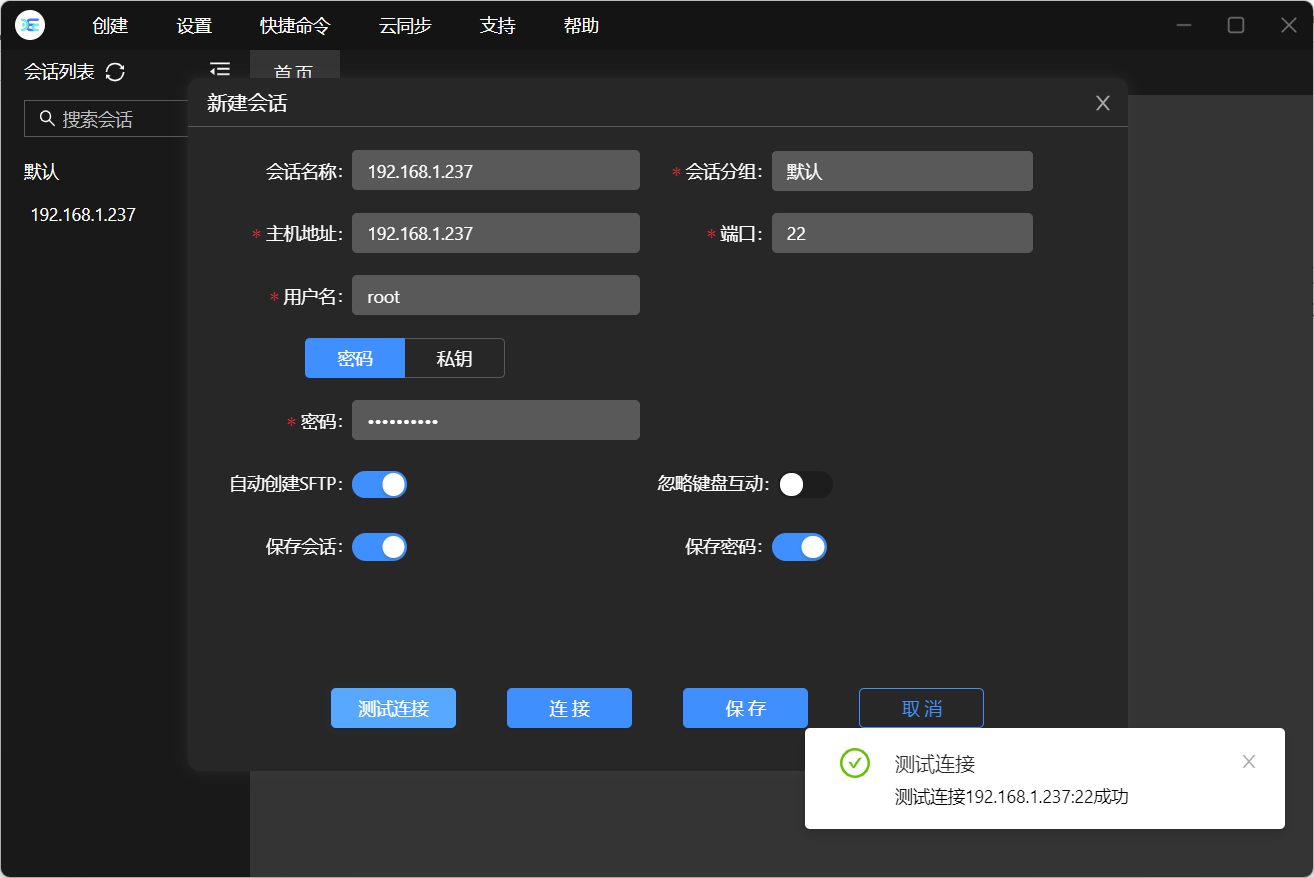 创建 设置 快捷命令 云同步 支持 帮助
会话列表 首页
新建会话
搜索会话
默认
192.168.1.237
会话名称: 192.168.1.237 * 会话分组: 默认
* 主机地址: 192.168.1.237 * 端口: 22
* 用户名: root
密码 私钥
* 密码: ••••••••••
自动创建SFTP: 忽略键盘互动:
保存会话: 保存密码:
测试连接 连接 保存 取消
测试连接
测试连接192.168.1.237:22成功